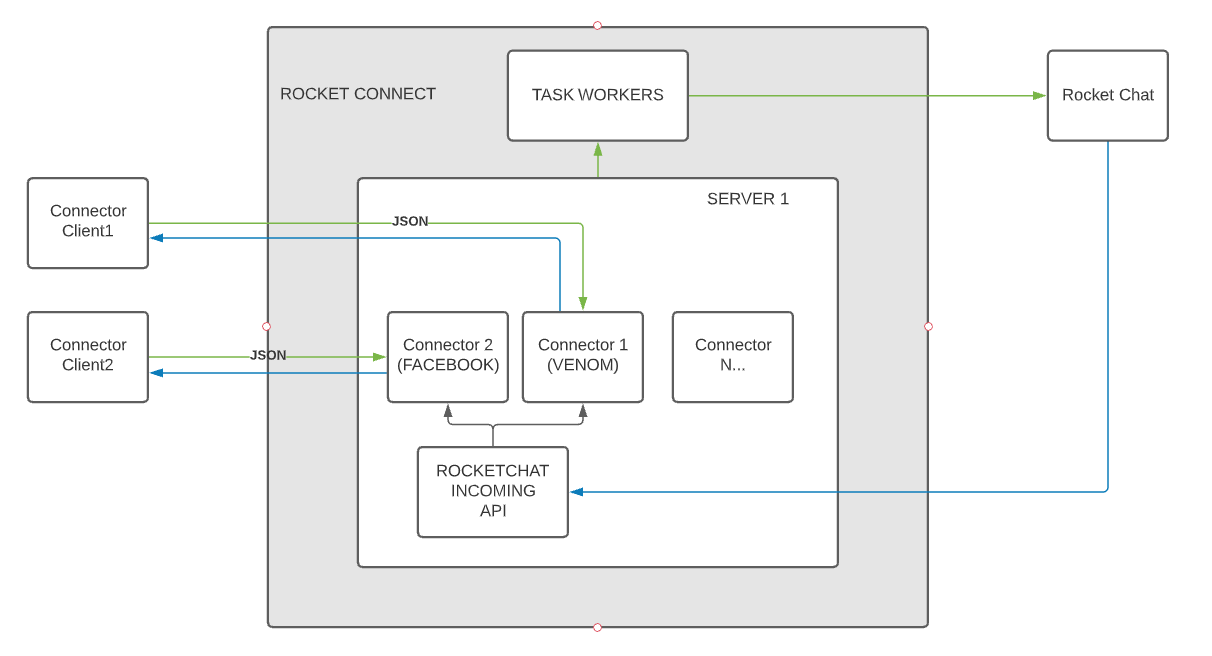 ROCKET CONNECT
TASK WORKERS
Rocket Chat
SERVER 1
Connector
Client1
JSON
Connector
Client2
JSON
Connector 2
(FACEBOOK)
Connector 1
(VENOM)
Connector
N...
ROCKETCHAT
INCOMING
API